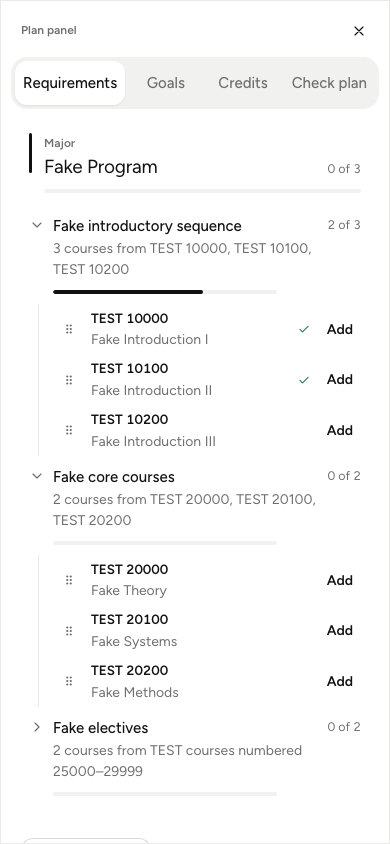 Plan panel
Requirements
Goals
Credits
Check plan
Major
Fake Program
0 of 3
Fake introductory sequence
2 of 3
3 courses from TEST 10000, TEST 10100,
TEST 10200
TEST 10000
Fake Introduction I
Add
TEST 10100
Fake Introduction II
Add
TEST 10200
Fake Introduction III
Add
Fake core courses
0 of 2
2 courses from TEST 20000, TEST 20100,
TEST 20200
TEST 20000
Fake Theory
Add
TEST 20100
Fake Systems
Add
TEST 20200
Fake Methods
Add
Fake electives
0 of 2
2 courses from TEST courses numbered
25000–29999